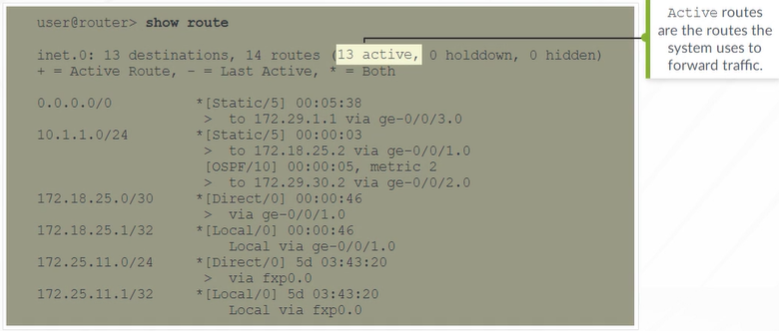 user@router> show route
inet.0: 13 destinations, 14 routes (13 active, 0 holddown, 0 hidden)
+ = Active Route, - = Last Active, * = Both
0.0.0.0/0 *[Static/5] 00:05:38
> to 172.29.1.1 via ge-0/0/3.0
10.1.1.0/24 *[Static/5] 00:00:03
> to 172.18.25.2 via ge-0/0/1.0
[OSPF/10] 00:00:05, metric 2
> to 172.29.30.2 via ge-0/0/2.0
172.18.25.0/30 *[Direct/0] 00:00:46
> via ge-0/0/1.0
172.18.25.1/32 *[Local/0] 00:00:46
Local via ge-0/0/1.0
172.25.11.0/24 *[Direct/0] 5d 03:43:20
> via fxp0.0
172.25.11.1/32 *[Local/0] 5d 03:43:20
Local via fxp0.0
Active routes
are the routes the
system uses to
forward traffic.